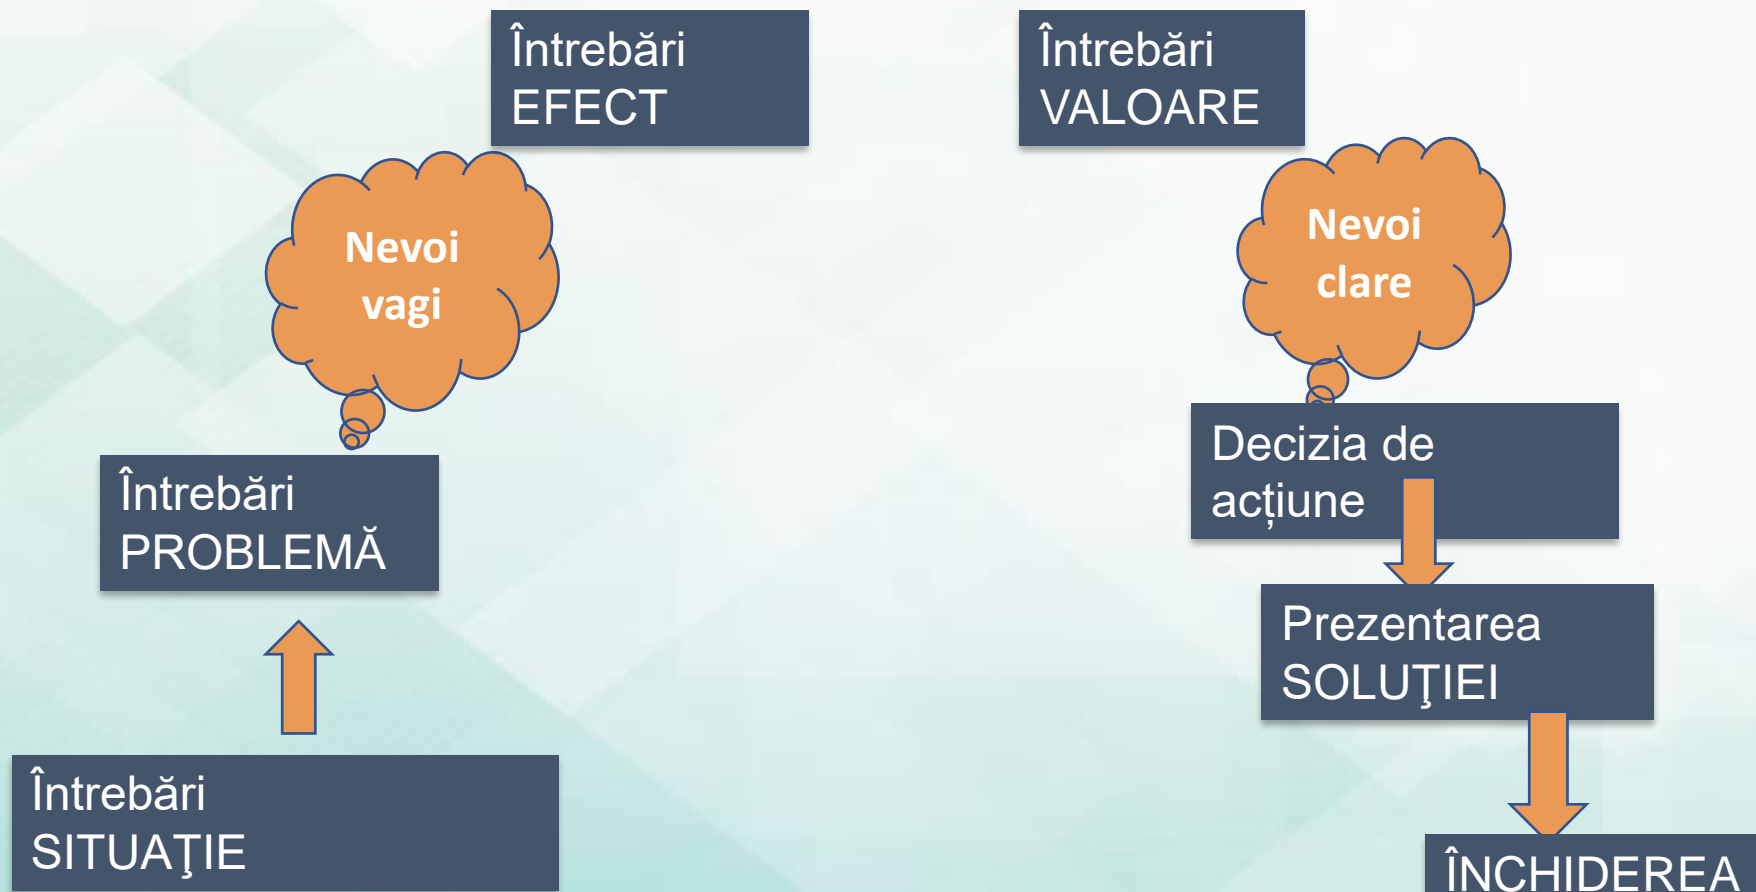 Întrebări
EFECT
Întrebări
VALOARE
Nevoi
vagi
Nevoi
clare
Întrebări
PROBLEMĂ
Decizia de
acțiune
Prezentarea
SOLUŢIEI
Întrebări
SITUAŢIE
ÎNCHIDEREA